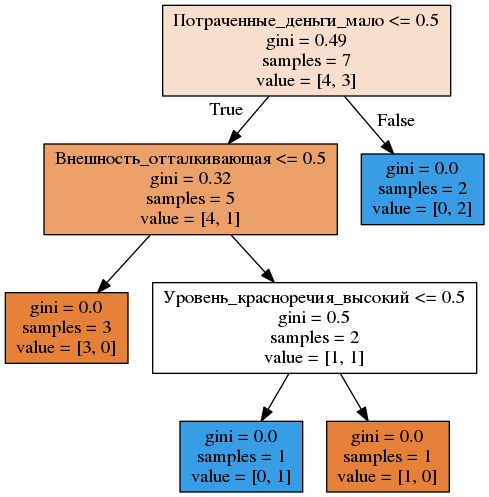 Потраченные_деньги_мало <= 0.5
gini = 0.49
samples = 7
value = [4, 3]
True
False
Внешность_отталкивающая <= 0.5
gini = 0.32
samples = 5
value = [4, 1]
gini = 0.0
samples = 2
value = [0, 2]
gini = 0.0
samples = 3
value = [3, 0]
Уровень_красноречия_высокий <= 0.5
gini = 0.5
samples = 2
value = [1, 1]
gini = 0.0
samples = 1
value = [0, 1]
gini = 0.0
samples = 1
value = [1, 0]